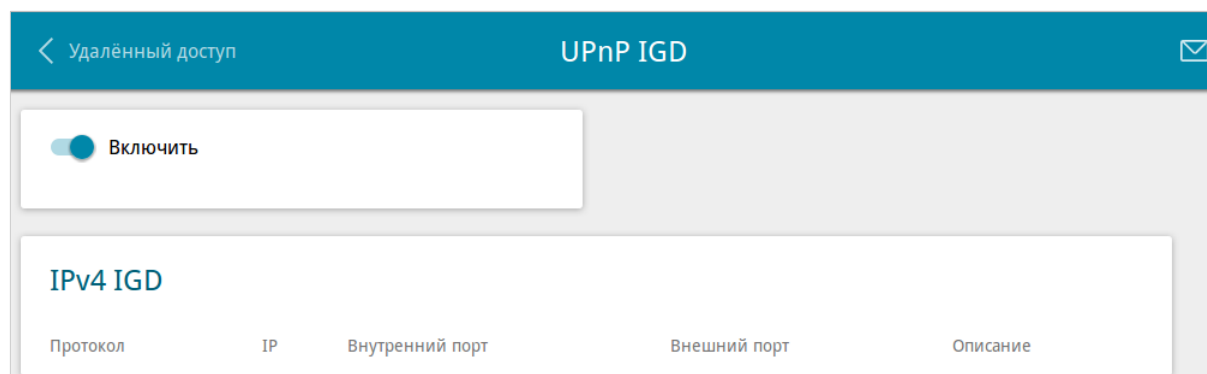 Удалённый доступ UPnP IGD
Включить
IPv4 IGD
Протокол IP Внутренний порт Внешний порт Описание